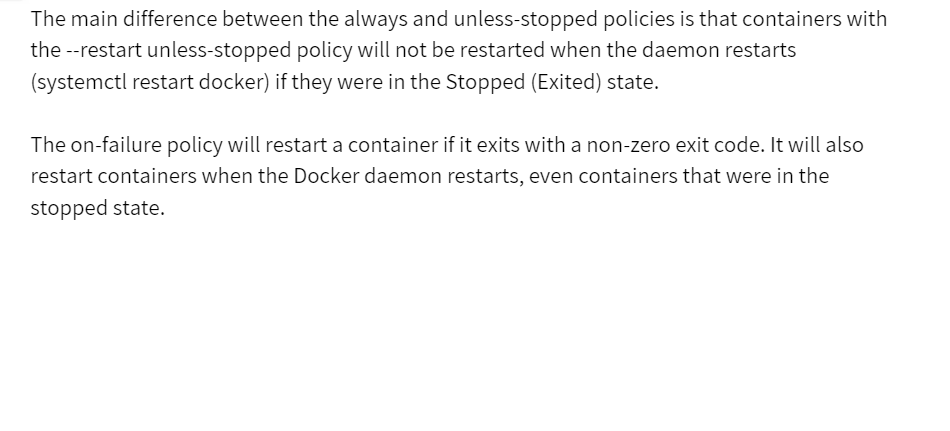 The main difference between the always and unless-stopped policies is that containers with
the --restart unless-stopped policy will not be restarted when the daemon restarts
(systemctl restart docker) if they were in the Stopped (Exited) state.
The on-failure policy will restart a container if it exits with a non-zero exit code. It will also
restart containers when the Docker daemon restarts, even containers that were in the
stopped state.